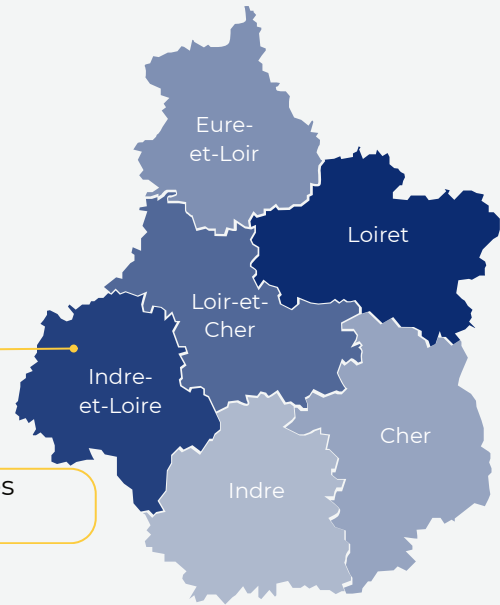 Eure-
et-Loir
Loiret
Loir-et-
Cher
Indre-
et-Loire
Cher
Indre